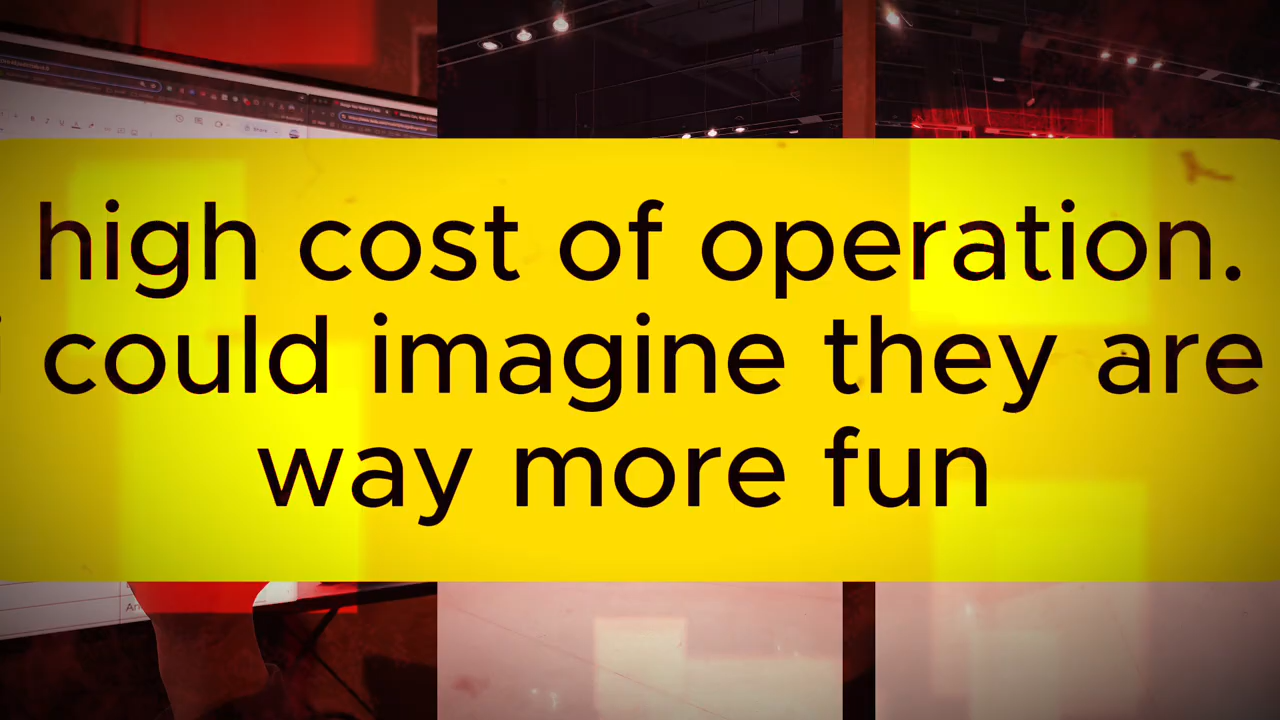 high cost of operation.
i could imagine they are
way more fun